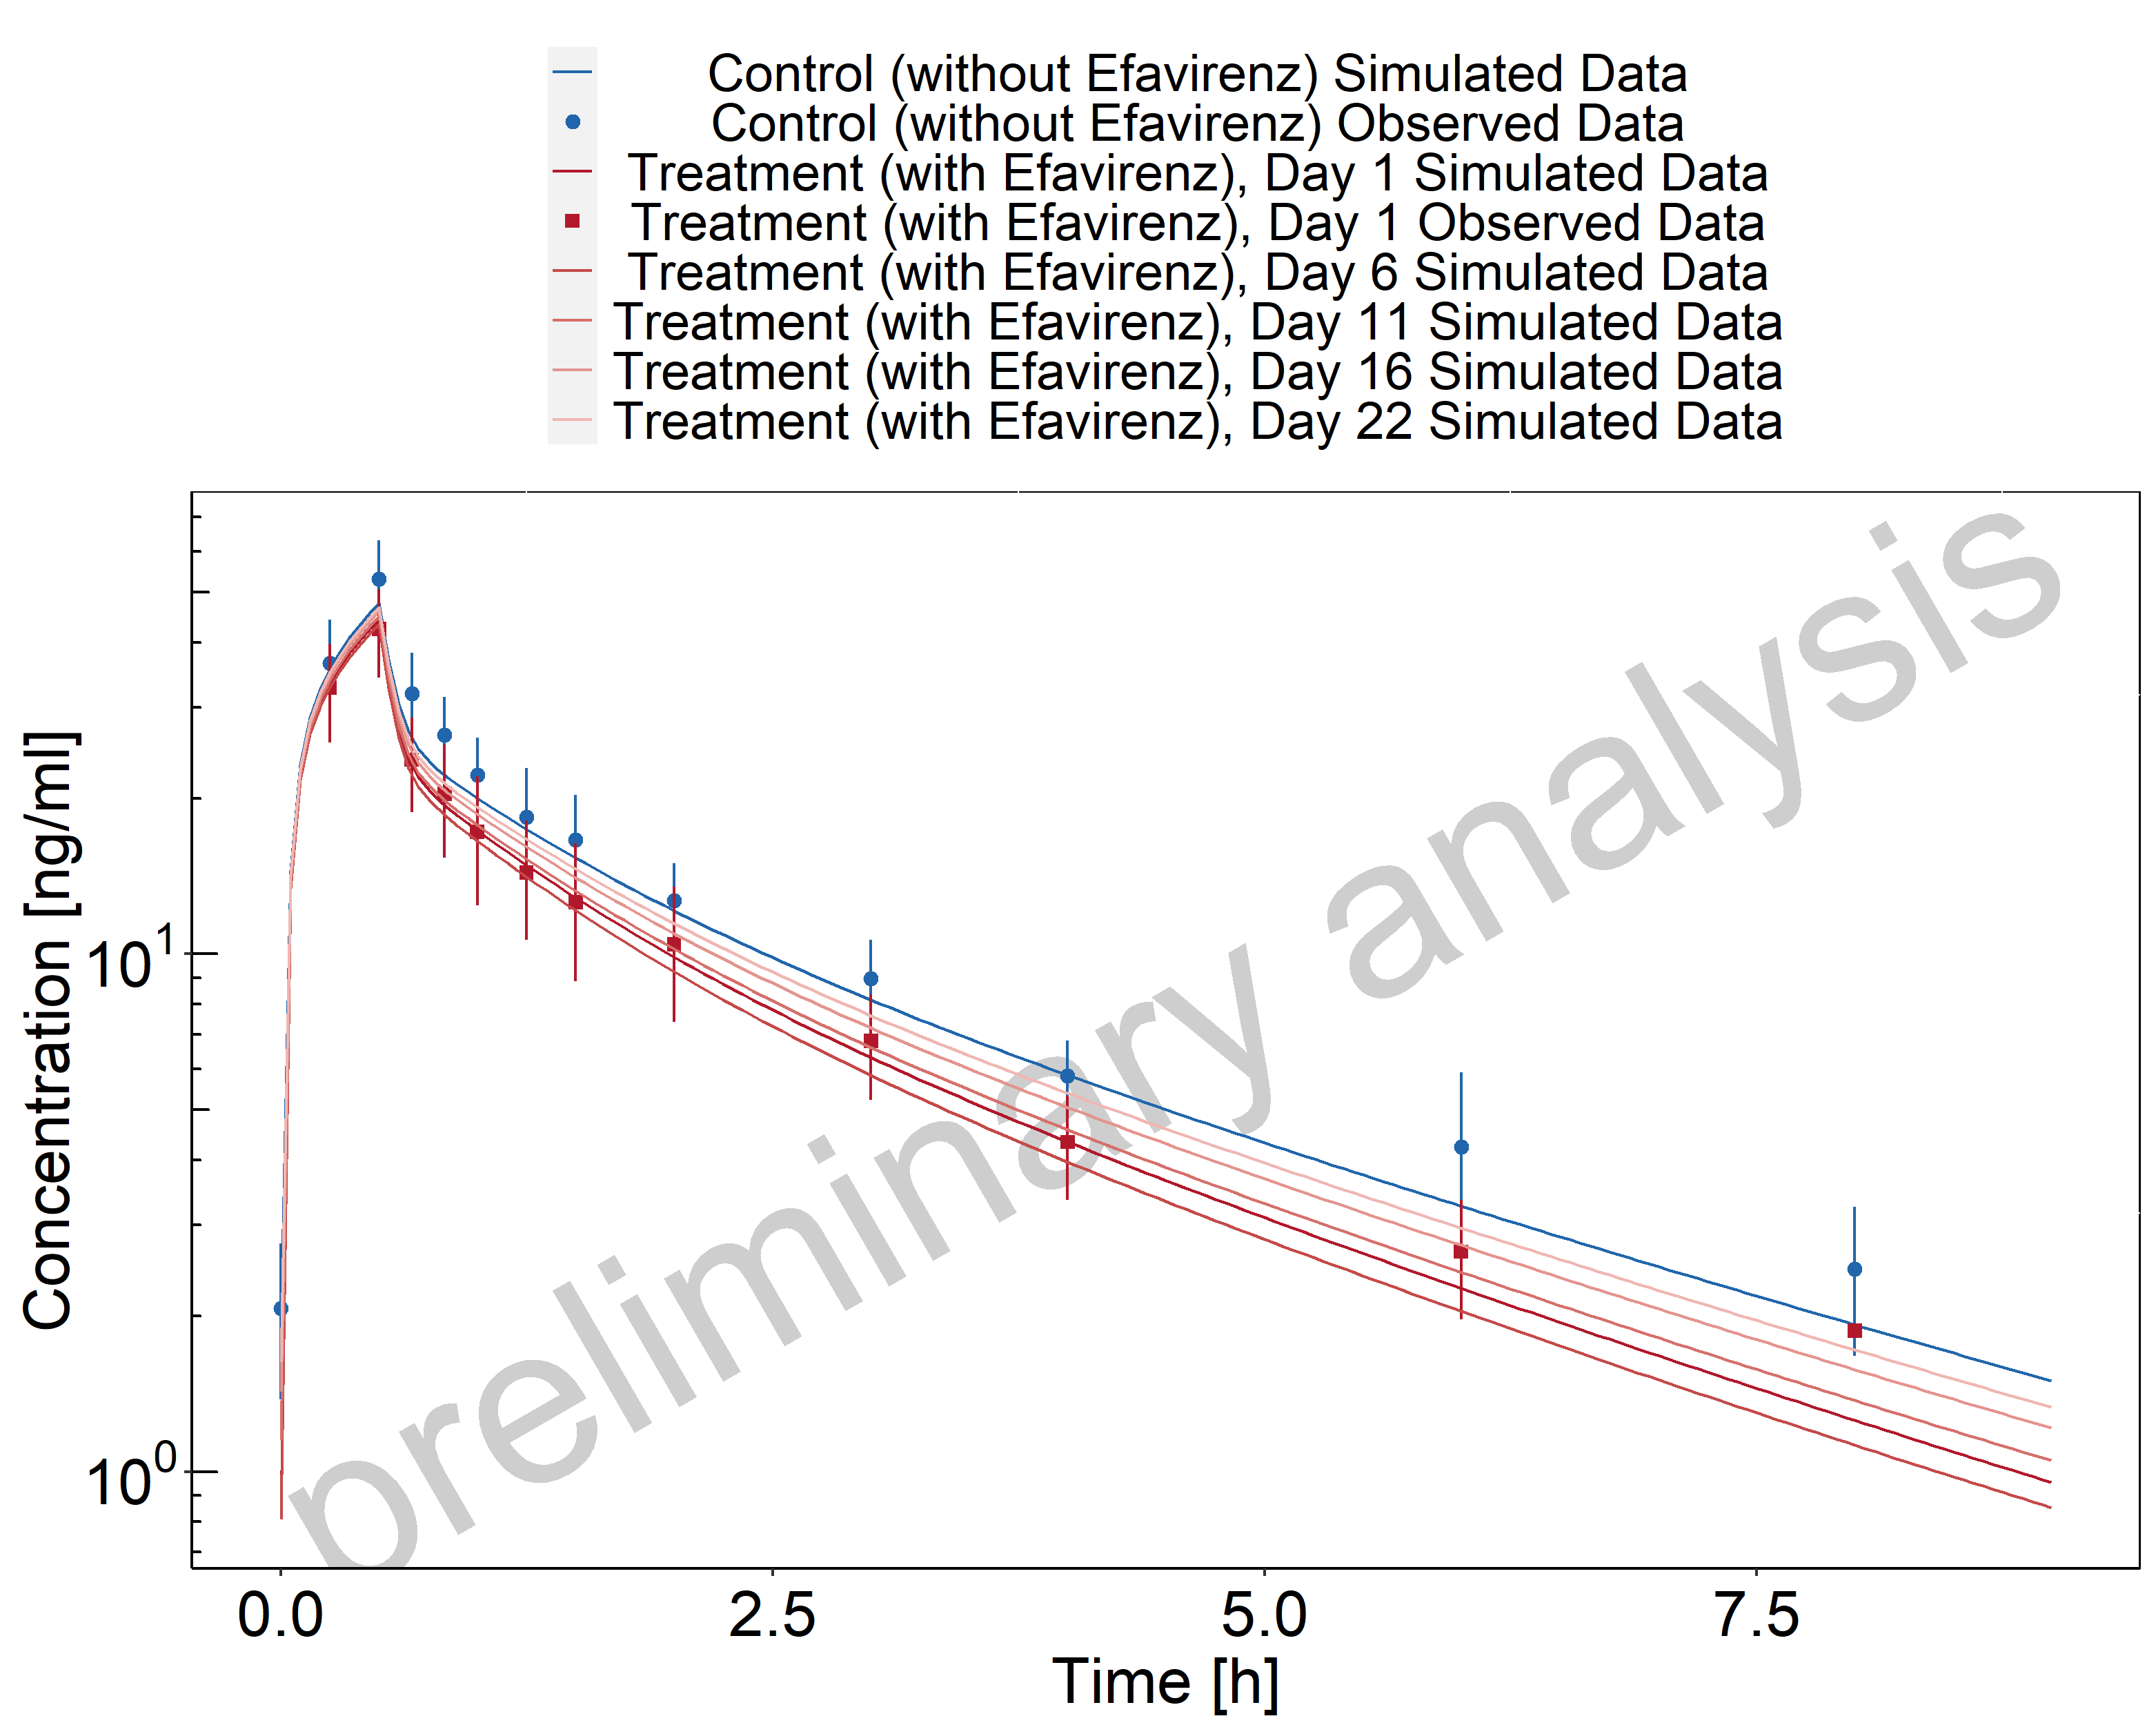 Control (without Efavirenz) Simulated Data
Control (without Efavirenz) Observed Data
Treatment (with Efavirenz), Day 1 Simulated Data
Treatment (with Efavirenz), Day 1 Observed Data
Treatment (with Efavirenz), Day 6 Simulated Data
Treatment (with Efavirenz), Day 11 Simulated Data
Treatment (with Efavirenz), Day 16 Simulated Data
Treatment (with Efavirenz), Day 22 Simulated Data
Concentration [ng/ml]
10¹
10⁰
preliminary analysis
0.0 2.5 5.0 7.5
Time [h]